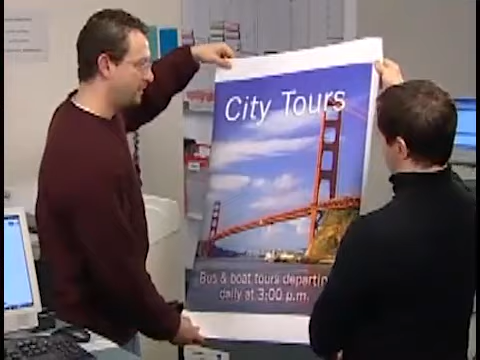 City Tours
Bus & boat tours departing
daily at 3:00 p.m.